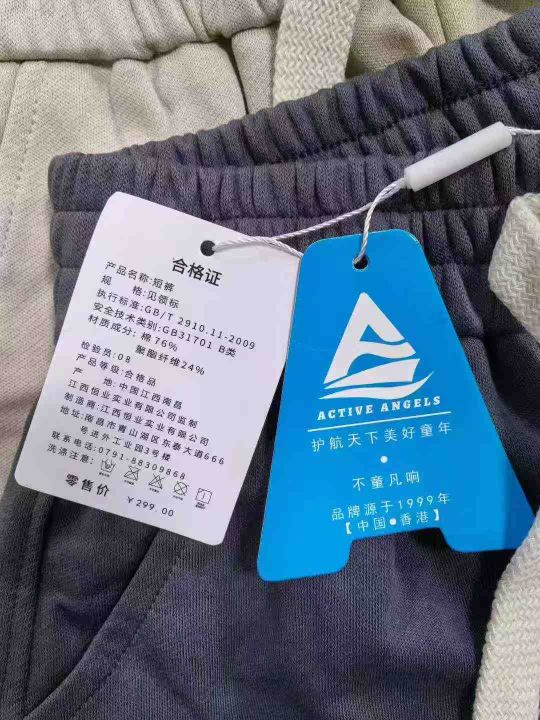 合格证
产品名称:短裤
规 格:见领标
执行标准:GB/T 2910.11-2009
安全技术类别:GB31701 B类
材质成分: 棉 76%
聚酯纤维24%
检验员:08
产品等级:合格品
产 地:中国江西南昌
江西恒业实业有限公司监制
制造商:江西恒业实业有限公司
地址:南昌市青山湖区东泰大道666
号进外工业园3号楼
联系电话:0791-88309868
洗涤注意:
零售价 ¥299.00
ACTIVE ANGELS
护航天下美好童年
不童凡响
品牌源于1999年
【中国●香港】